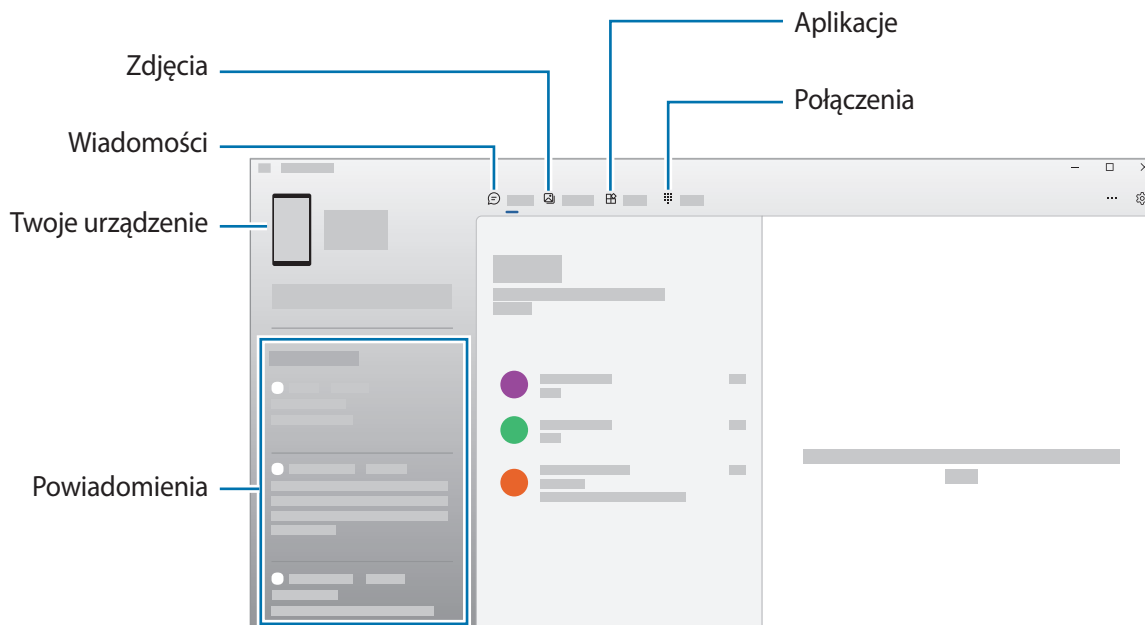 Aplikacje
Zdjęcia
Połączenia
Wiadomości
Twoje urządzenie
Powiadomienia